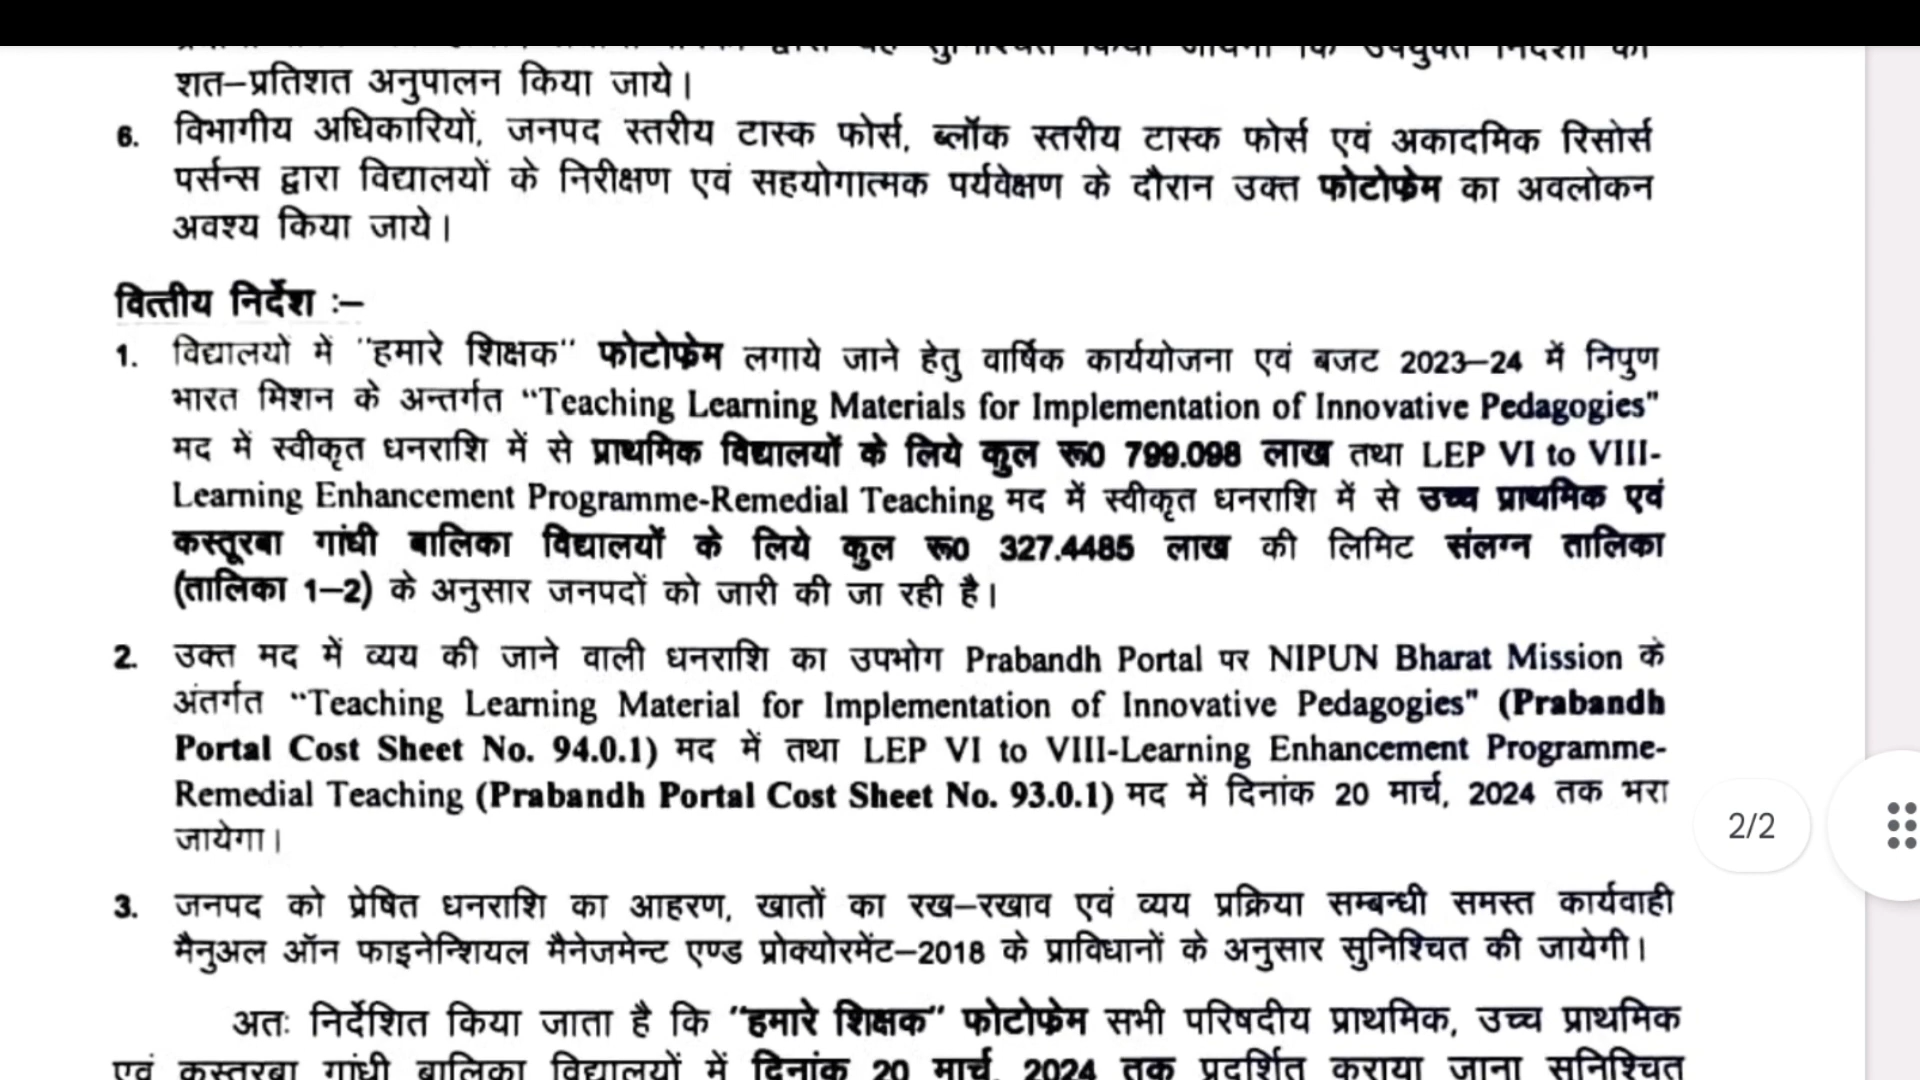 शत–प्रतिशत अनुपालन किया जाये।
6. विभागीय अधिकारियों, जनपद स्तरीय टास्क फोर्स, ब्लॉक स्तरीय टास्क फोर्स एवं अकादमिक रिसोर्स
पर्सन्स द्वारा विद्यालयों के निरीक्षण एवं सहयोगात्मक पर्यवेक्षण के दौरान उक्त फोटोफ्रेम का अवलोकन
अवश्य किया जाये।
वित्तीय निर्देश :–
1. विद्यालयों में "हमारे शिक्षक" फोटोफ्रेम लगाये जाने हेतु वार्षिक कार्ययोजना एवं बजट 2023–24 में निपुण
भारत मिशन के अन्तर्गत “Teaching Learning Materials for Implementation of Innovative Pedagogies"
मद में स्वीकृत धनराशि में से प्राथमिक विद्यालयों के लिये कुल रू0 799.098 लाख तथा LEP VI to VIII-
Learning Enhancement Programme-Remedial Teaching मद में स्वीकृत धनराशि में से उच्च प्राथमिक एवं
कस्तूरबा गांधी बालिका विद्यालयों के लिये कुल रू0 327.4485 लाख की लिमिट संलग्न तालिका
(तालिका 1–2) के अनुसार जनपदों को जारी की जा रही है।
2. उक्त मद में व्यय की जाने वाली धनराशि का उपभोग Prabandh Portal पर NIPUN Bharat Mission के
अंतर्गत “Teaching Learning Material for Implementation of Innovative Pedagogies" (Prabandh
Portal Cost Sheet No. 94.0.1) मद में तथा LEP VI to VIII-Learning Enhancement Programme-
Remedial Teaching (Prabandh Portal Cost Sheet No. 93.0.1) मद में दिनांक 20 मार्च, 2024 तक भरा
जायेगा।
2/2
3. जनपद को प्रेषित धनराशि का आहरण, खातों का रख–रखाव एवं व्यय प्रक्रिया सम्बन्धी समस्त कार्यवाही
मैनुअल ऑन फाइनेन्शियल मैनेजमेन्ट एण्ड प्रोक्योरमेंट–2018 के प्राविधानों के अनुसार सुनिश्चित की जायेगी।
अतः निर्देशित किया जाता है कि "हमारे शिक्षक" फोटोफ्रेम सभी परिषदीय प्राथमिक, उच्च प्राथमिक
एवं कस्तूरबा गांधी बालिका विद्यालयों में दिनांक 20 मार्च, 2024 तक प्रदर्शित कराया जाना सुनिश्चित